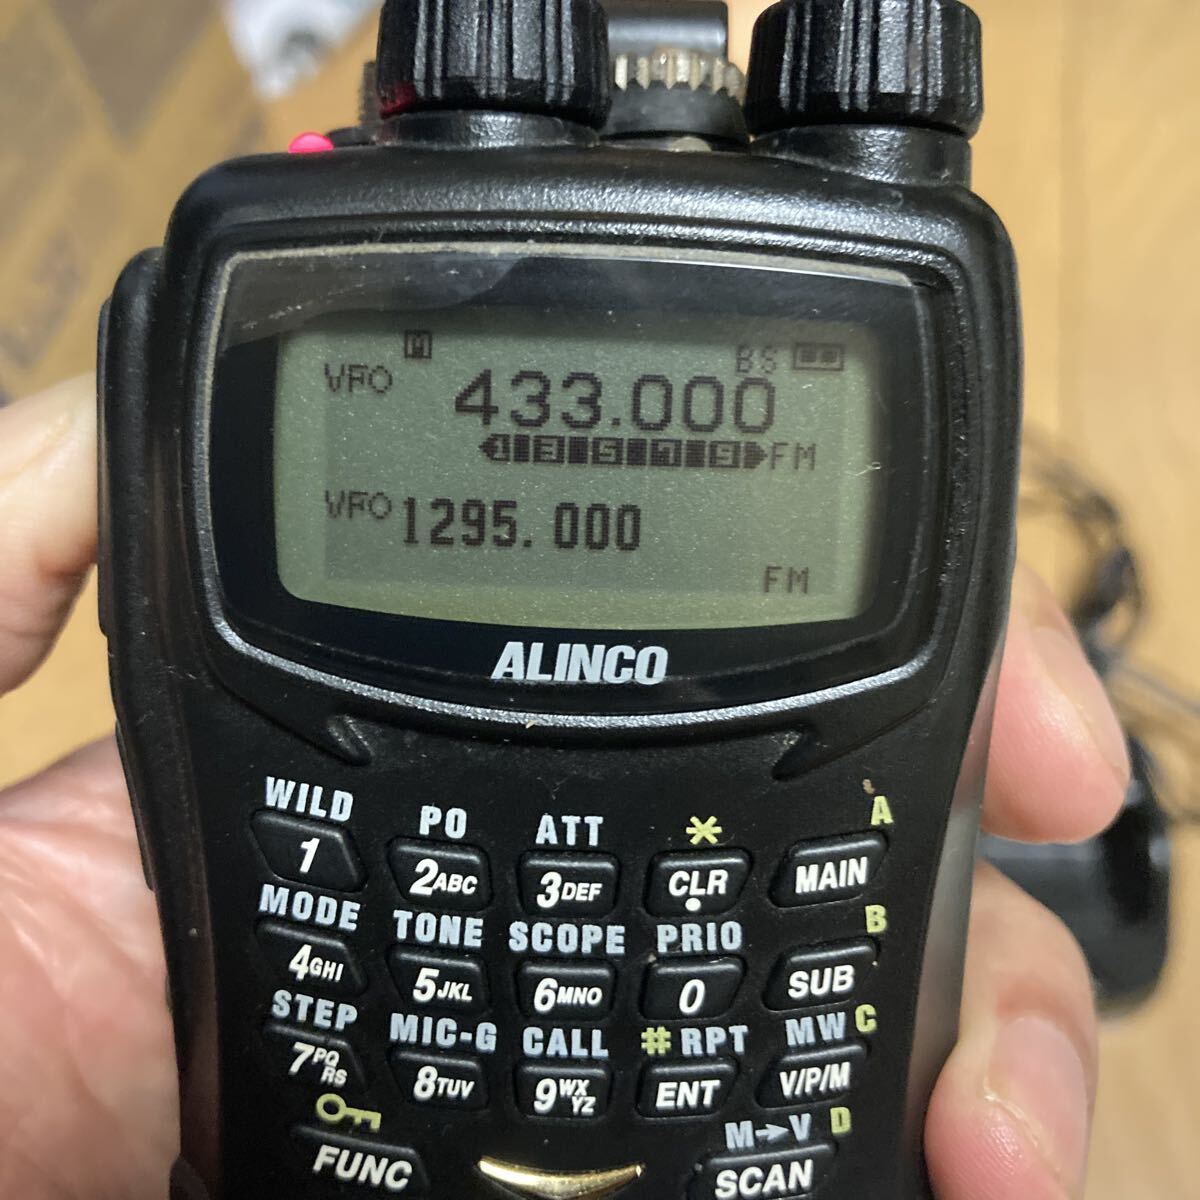 M BS
VFO 433.000
1 3 5 7 9 FM
VFO 1295.000
FM
ALINCO
WILD PO ATT * A
1 2ABC 3DEF CLR MAIN
MODE TONE SCOPE PRIO B
4GHI 5JKL 6MNO 0 SUB
STEP MIC-G CALL #RPT MW C
7PQRS 8TUV 9WXYZ ENT V/P/M
M→V D
FUNC SCAN